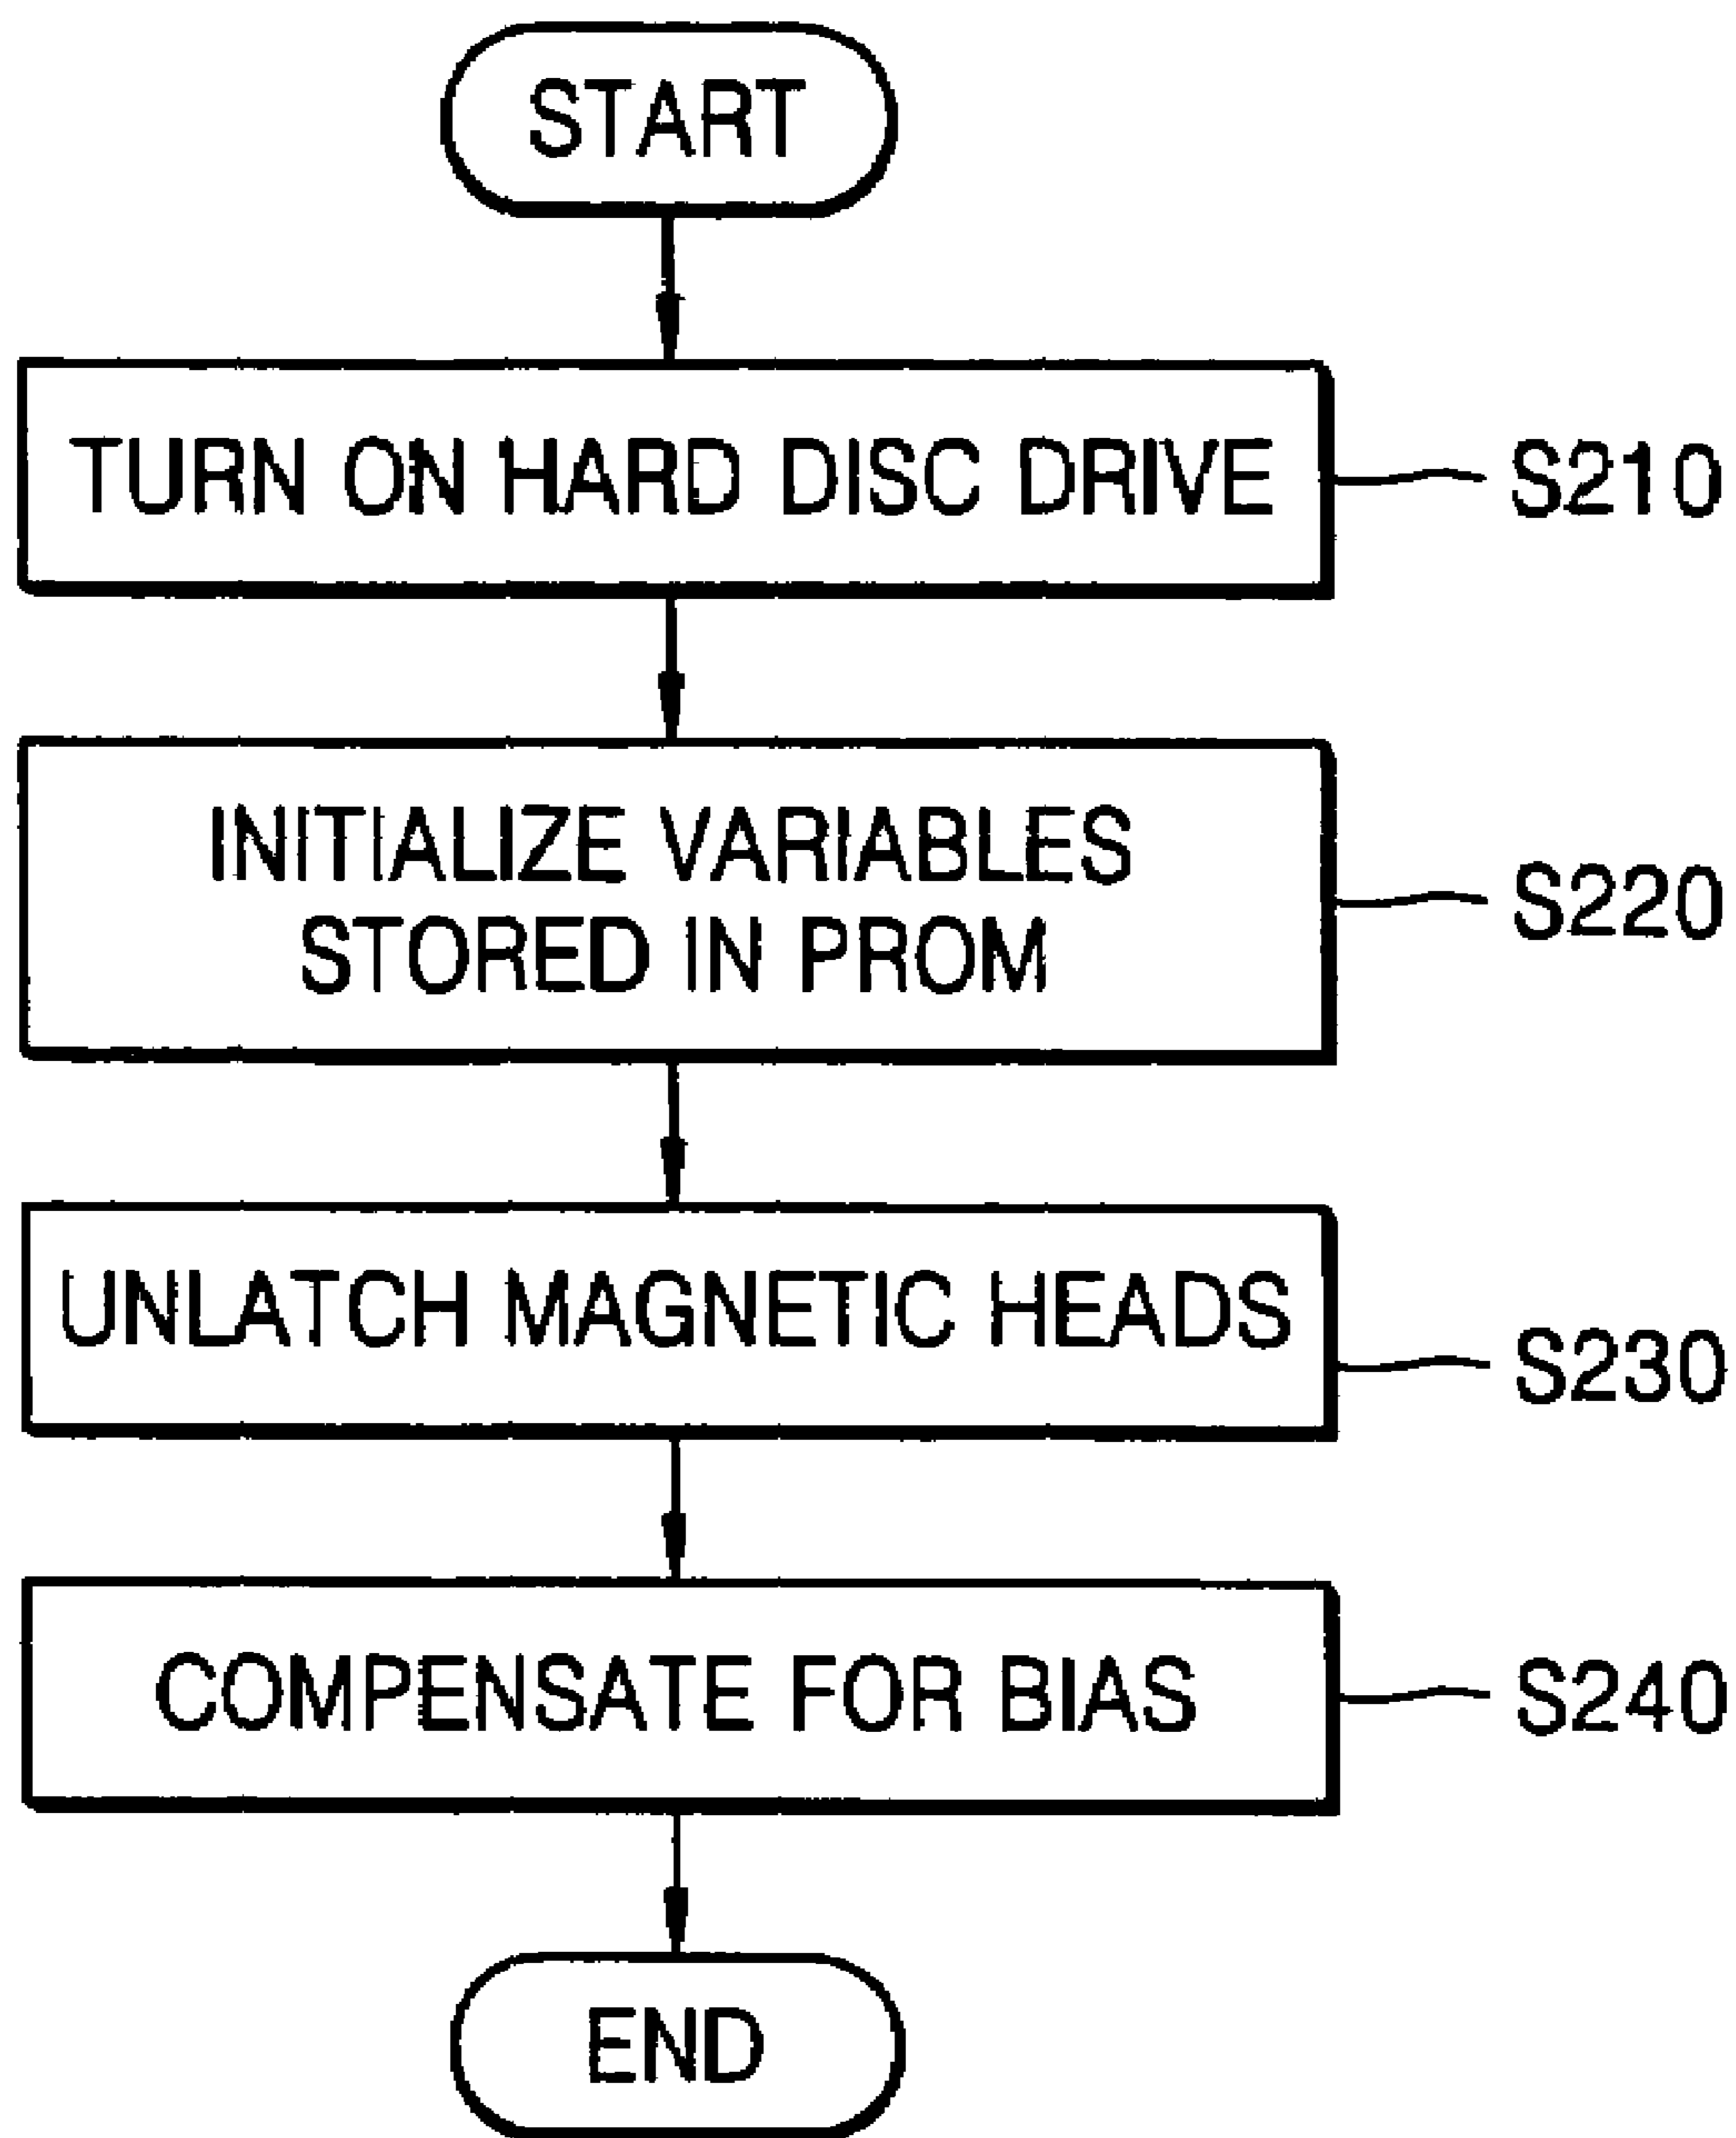 START
TURN ON HARD DISC DRIVE
S210
INITIALIZE VARIABLES
STORED IN PROM
S220
UNLATCH MAGNETIC HEADS
S230
COMPENSATE FOR BIAS
S240
END